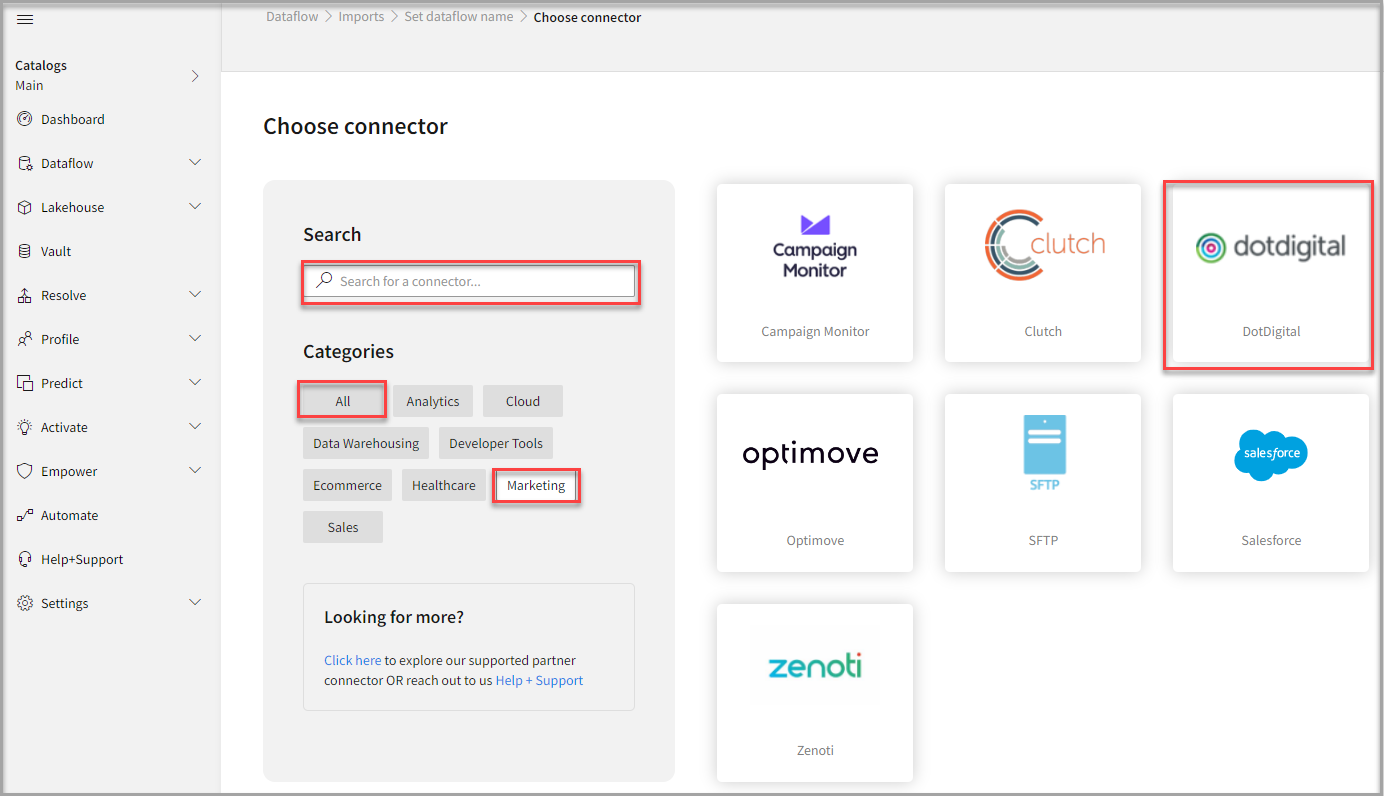 Dataflow > Imports > Set dataflow name > Choose connector
Catalogs
Main
Dashboard
Dataflow
Lakehouse
Vault
Resolve
Profile
Predict
Activate
Empower
Automate
Help+Support
Settings
Choose connector
Search
Search for a connector...
Categories
All
Analytics
Cloud
Data Warehousing
Developer Tools
Ecommerce
Healthcare
Marketing
Sales
Looking for more?
Click here to explore our supported partner
connector OR reach out to us Help + Support
Campaign
Monitor
Campaign Monitor
clutch
Clutch
dotdigital
DotDigital
optimove
Optimove
SFTP
SFTP
salesforce
Salesforce
zenoti
Zenoti